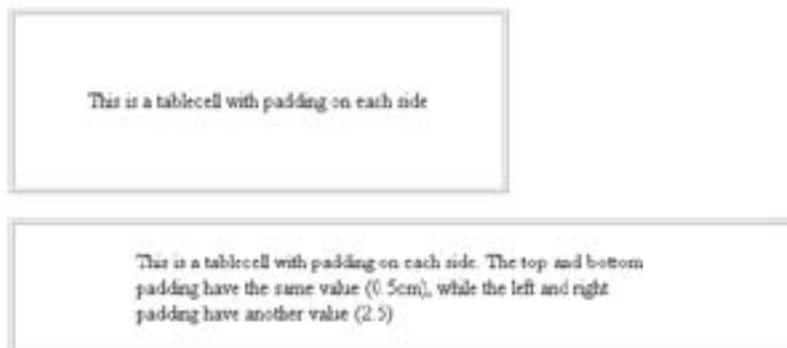 This is a tablecell with padding on each side
This is a tablecell with padding on each side. The top and bottom
padding have the same value (0.5cm), while the left and right
padding have another value (2.5)